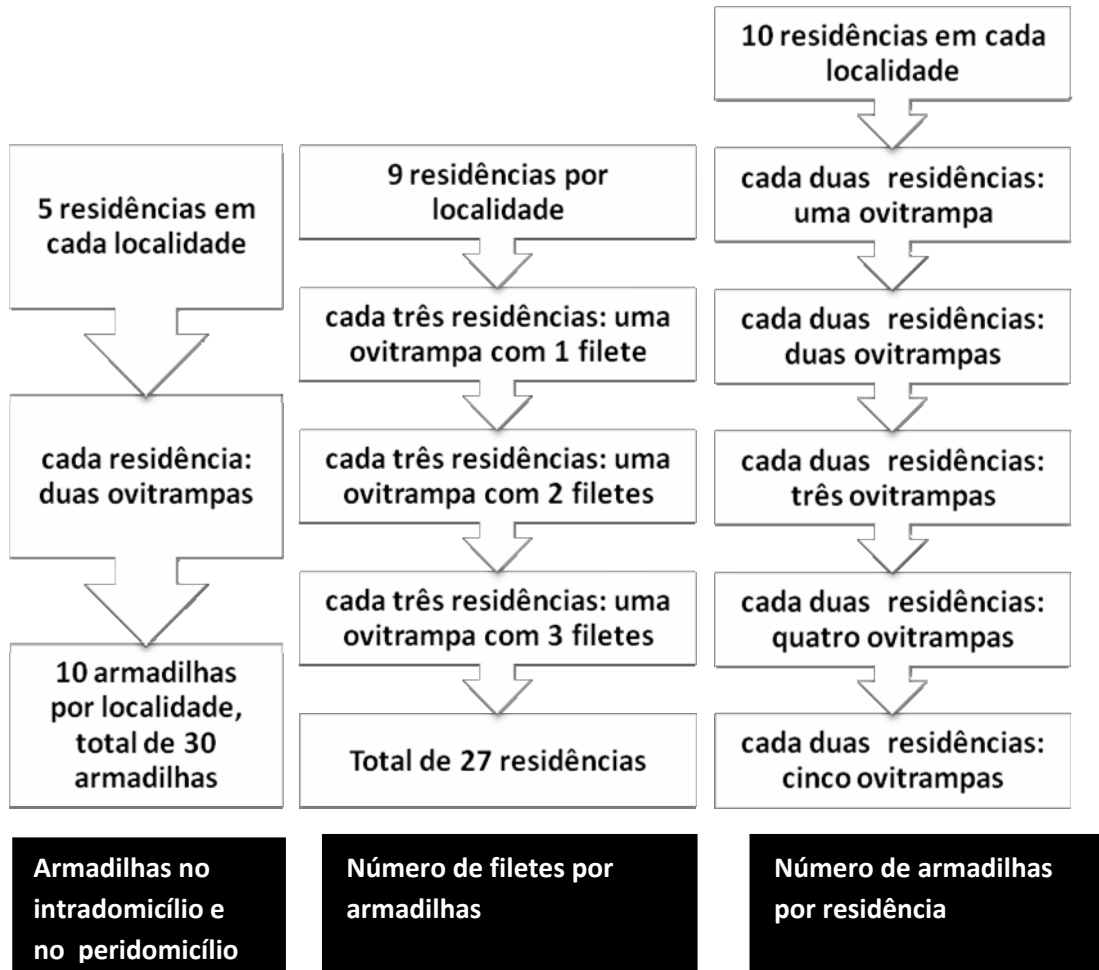 5 residências em
cada localidade
cada residência:
duas ovitrampas
10 armadilhas
por localidade,
total de 30
armadilhas
Armadilhas no
intradomicílio e
no peridomicílio
9 residências por
localidade
cada três residências: uma
ovitrampa com 1 filete
cada três residências: uma
ovitrampa com 2 filetes
cada três residências: uma
ovitrampa com 3 filetes
Total de 27 residências
Número de filetes por
armadilhas
10 residências em cada
localidade
cada duas residências:
uma ovitrampa
cada duas residências:
duas ovitrampas
cada duas residências:
três ovitrampas
cada duas residências:
quatro ovitrampas
cada duas residências:
cinco ovitrampas
Número de armadilhas
por residência